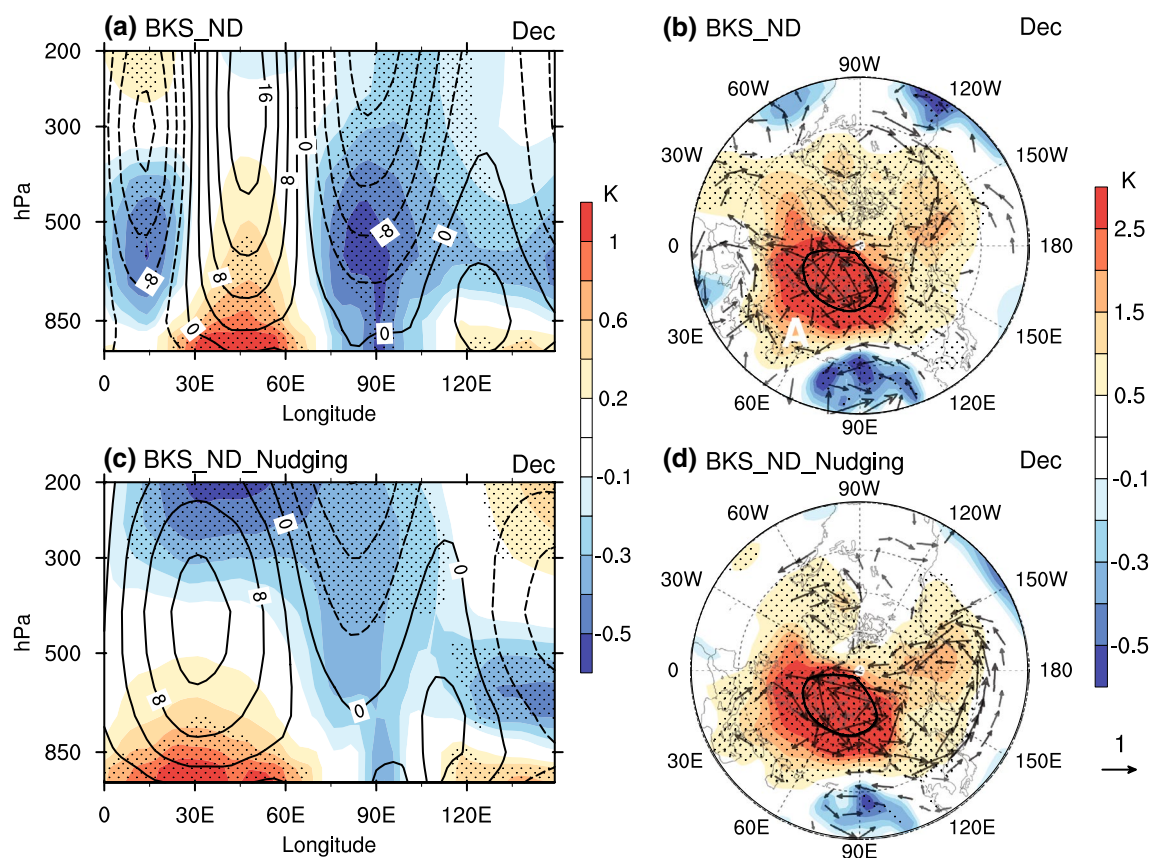 (a) BKS_ND Dec
200
300
500
850
hPa
16
0
8
-8
-8
8
0
0
0
0 30E 60E 90E 120E
Longitude
K
1
0.6
0.2
-0.1
-0.3
-0.5
(b) BKS_ND Dec
90W
60W 120W
30W 150W
0 180
30E 150E
60E 120E
90E
A
K
2.5
1.5
0.5
-0.1
-0.3
-0.5
(c) BKS_ND_Nudging Dec
200
300
500
850
hPa
0
8
0
0
8
0 30E 60E 90E 120E
Longitude
(d) BKS_ND_Nudging Dec
90W
60W 120W
30W 150W
0 180
30E 150E
60E 120E
90E
1